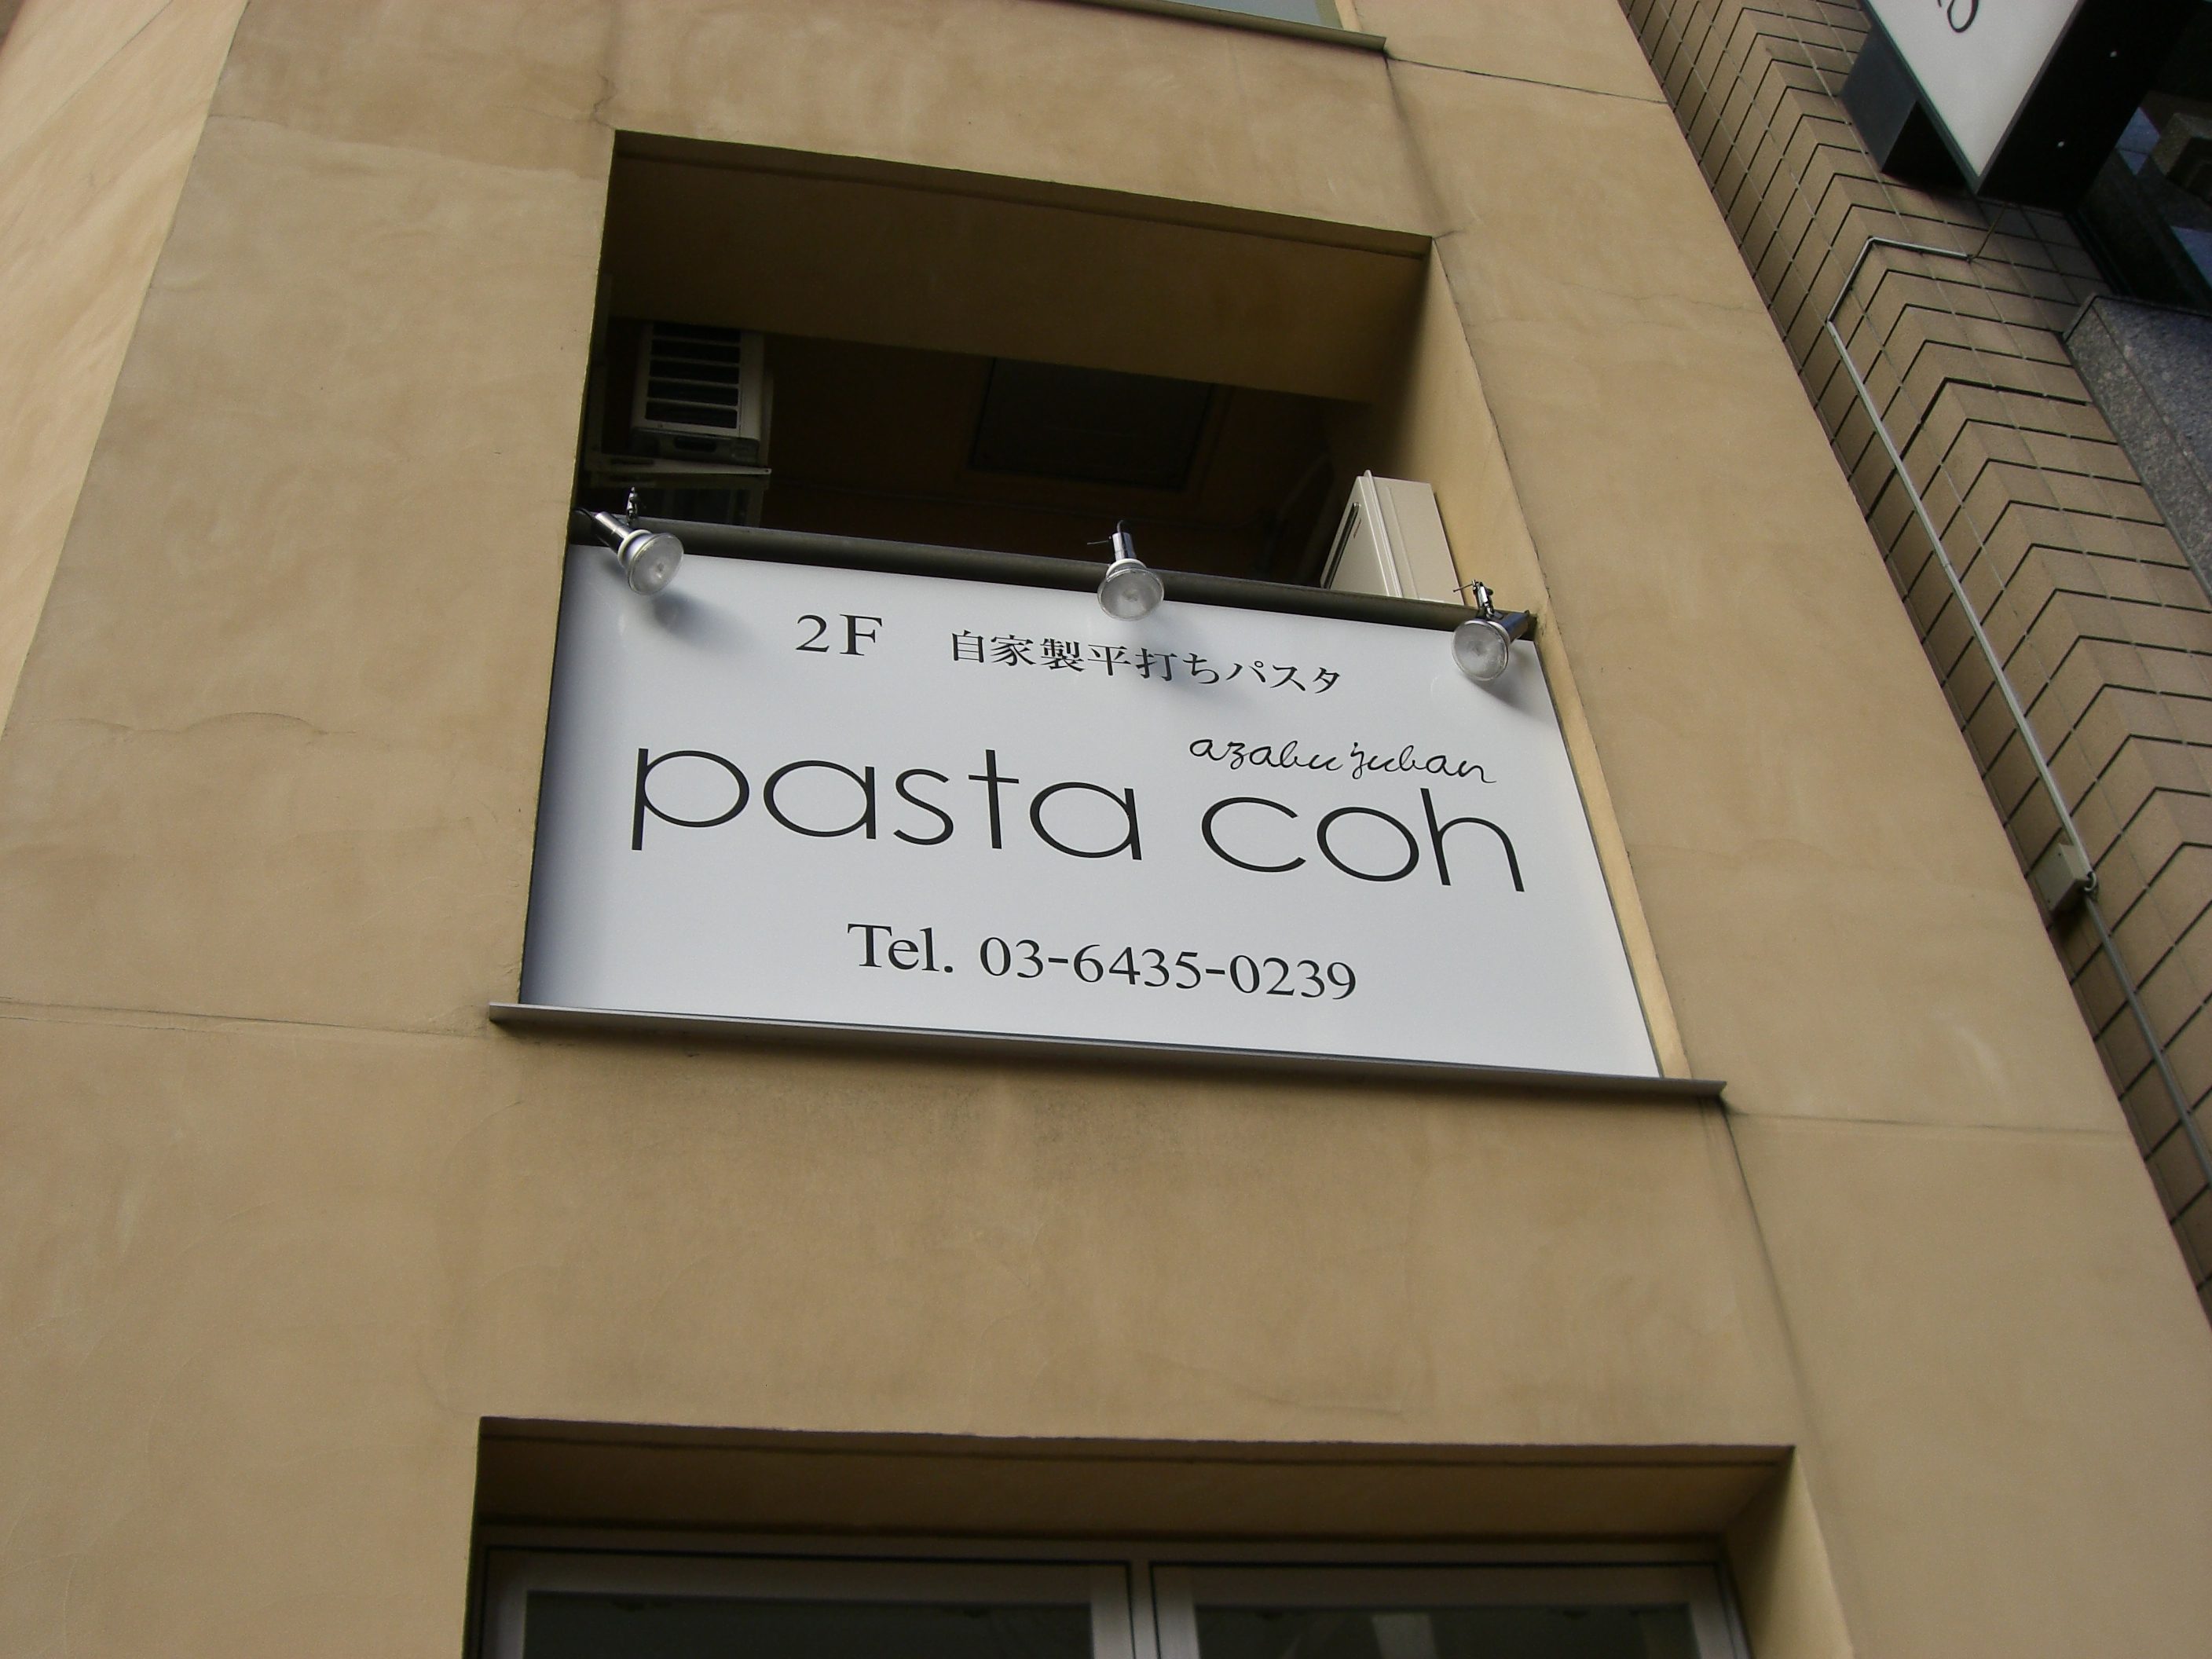 2F 自家製平打ちパスタ
azabu juban
pasta coh
Tel. 03-6435-0239